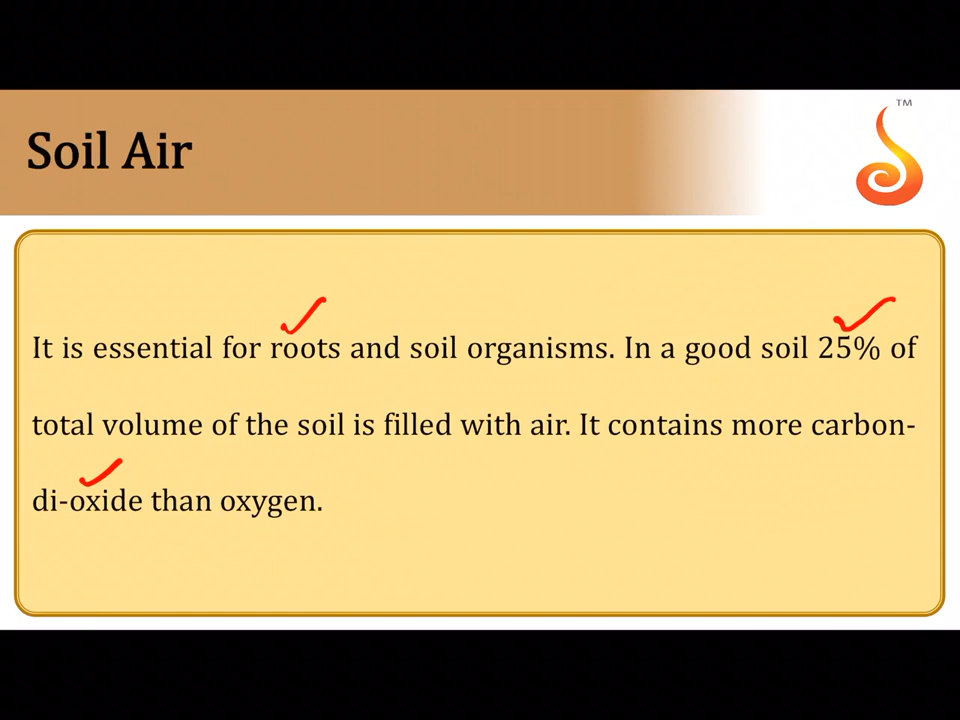 TM
Soil Air
It is essential for roots and soil organisms. In a good soil 25% of
total volume of the soil is filled with air. It contains more carbon-
di-oxide than oxygen.